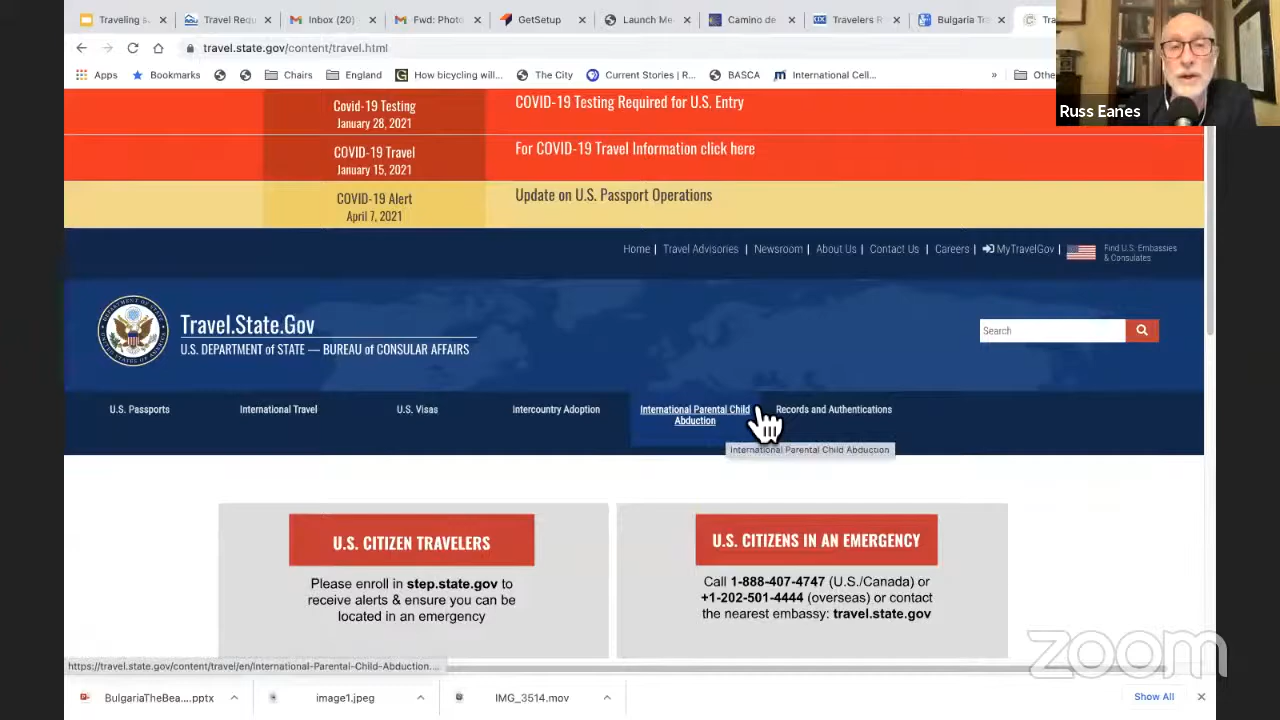 Teraveling s
Travel Requ
Inbox (20)
Fwd: Photo
GetSetup
Launch Me
Camino de
Travelers R
Bulgaria Tr
Tra
travel.state.gov/content/travel.html
Apps
Bookmarks
Chairs
England
How bicycling will...
The City
Current Stories | R...
BASCA
International Cell...
»
Othe
Russ Eanes
Covid-19 Testing
January 28, 2021
COVID-19 Testing Required for U.S. Entry
COVID-19 Travel
January 15, 2021
For COVID-19 Travel Information click here
COVID-19 Alert
April 7, 2021
Update on U.S. Passport Operations
Home | Travel Advisories | Newsroom | About Us | Contact Us | Careers | MyTravelGov |
Find U.S. Embassies
& Consulates
DEPARTMENT OF STATE
Travel.State.Gov
U.S. DEPARTMENT of STATE — BUREAU of CONSULAR AFFAIRS
Search
U.S. Passports
International Travel
U.S. Visas
Intercountry Adoption
International Parental Child
Abduction
Records and Authentications
International Parental Child Abduction
U.S. CITIZEN TRAVELERS
Please enroll in step.state.gov to
receive alerts & ensure you can be
located in an emergency
U.S. CITIZENS IN AN EMERGENCY
Call 1-888-407-4747 (U.S./Canada) or
+1-202-501-4444 (overseas) or contact
the nearest embassy: travel.state.gov
zoom
https://travel.state.gov/content/travel/en/International-Parental-Child-Abduction...
BulgariaTheBea....pptx
image1.jpeg
IMG_3514.mov
Show All